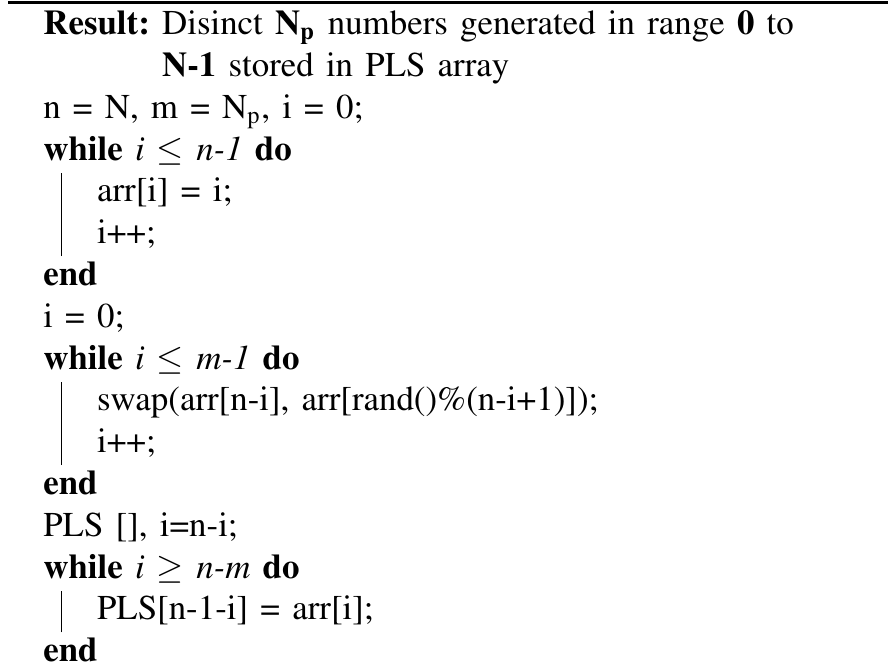 Result: Disinct Np numbers generated in range 0 to
N-1 stored in PLS array
n = N, m = Np, i = 0;
while i ≤ n-1 do
arr[i] = i;
i++;
end
i = 0;
while i ≤ m-1 do
swap(arr[n-i], arr[rand()%(n-i+1)]);
i++;
end
PLS [], i=n-i;
while i ≥ n-m do
PLS[n-1-i] = arr[i];
end